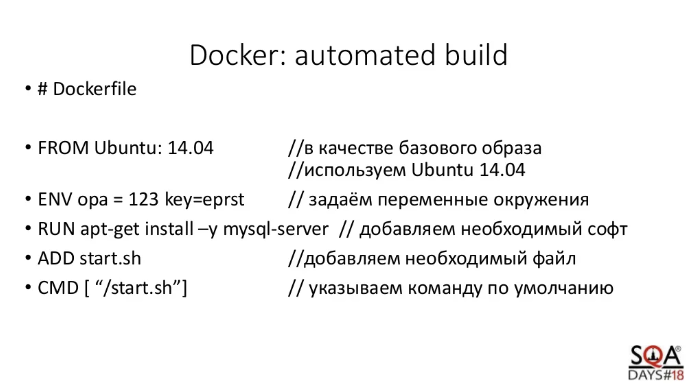 Docker: automated build
• # Dockerfile
• FROM Ubuntu: 14.04 //в качестве базового образа
//используем Ubuntu 14.04
• ENV opa = 123 key=eprst // задаём переменные окружения
• RUN apt-get install –y mysql-server // добавляем необходимый софт
• ADD start.sh //добавляем необходимый файл
• CMD [ “/start.sh”] // указываем команду по умолчанию
SQA®
DAYS#18